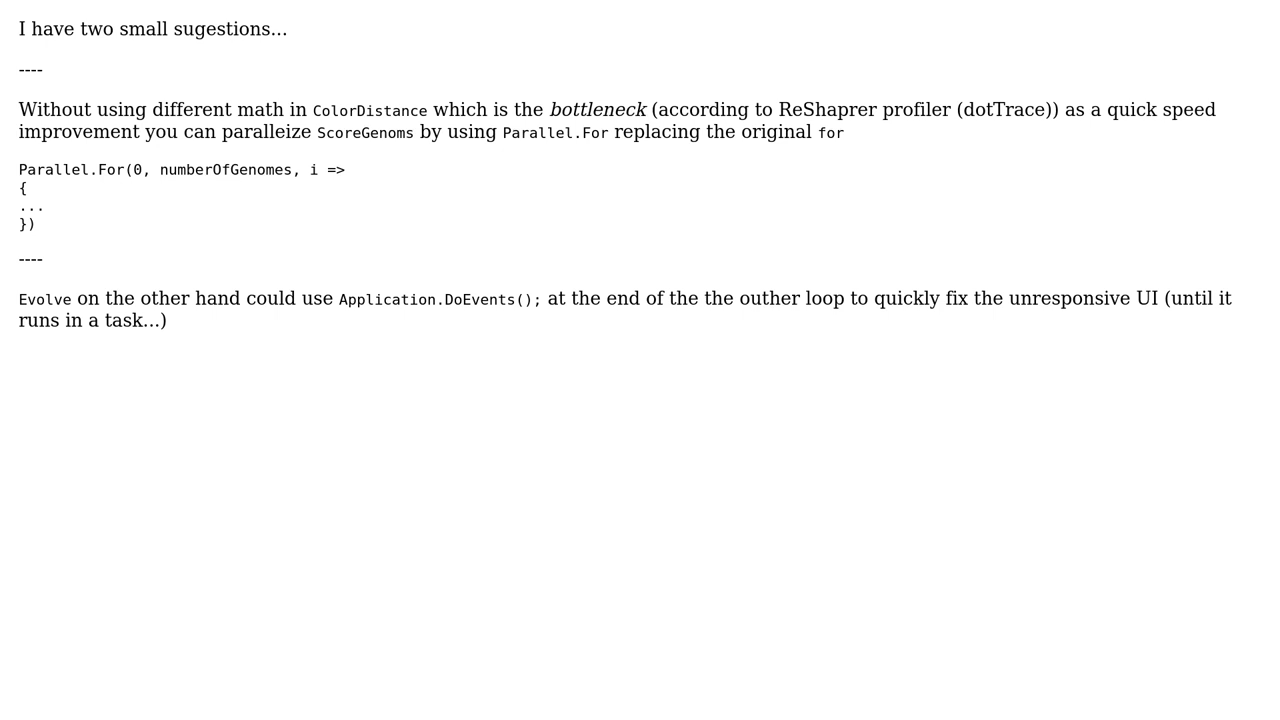 I have two small sugestions...
----
Without using different math in ColorDistance which is the bottleneck (according to ReShaprer profiler (dotTrace)) as a quick speed
improvement you can paralleize ScoreGenoms by using Parallel.For replacing the original for
Parallel.For(0, numberOfGenomes, i =>
{
...
})
----
Evolve on the other hand could use Application.DoEvents(); at the end of the the outher loop to quickly fix the unresponsive UI (until it
runs in a task...)